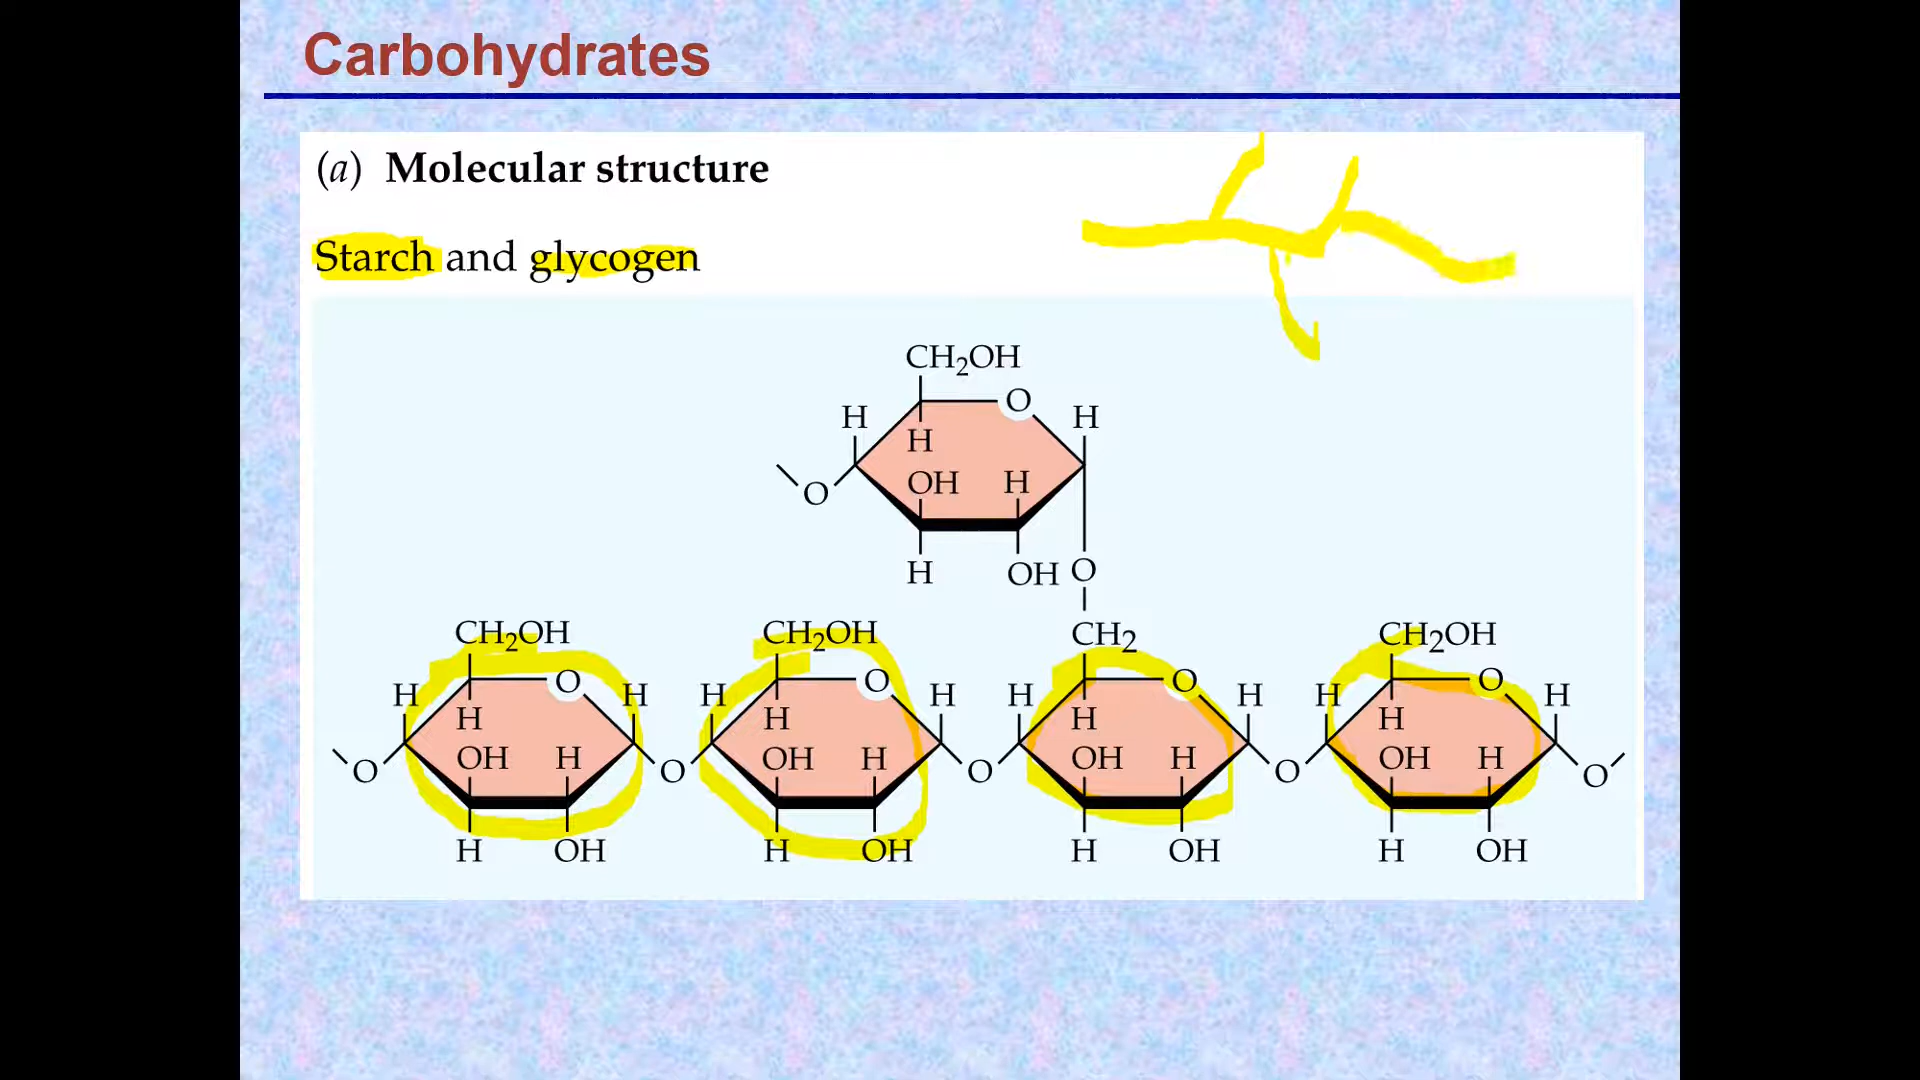 Carbohydrates
(a) Molecular structure
Starch and glycogen
CH2OH
H O H
H
OH H
O
H OH O
CH2OH CH2OH CH2 CH2OH
H O H H O H H O H H O H
H H H H
OH H OH H OH H OH H
O O O O O
H OH H OH H OH H OH